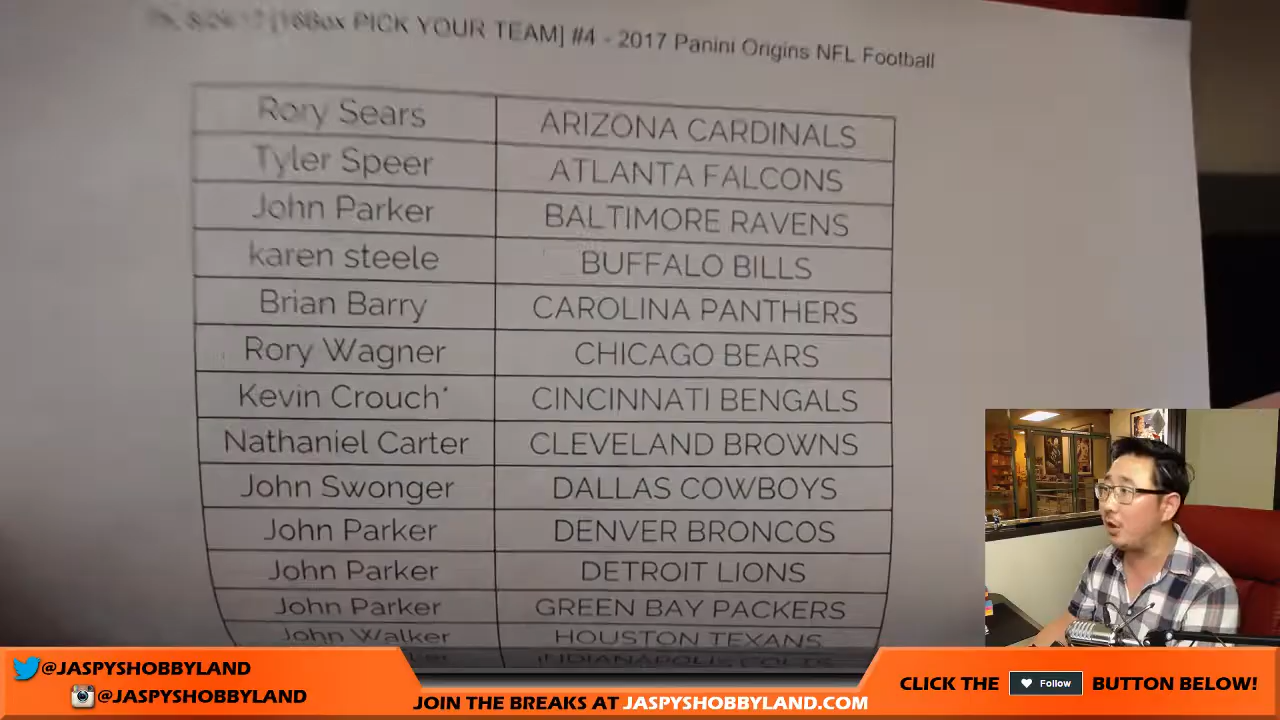 [16Box PICK YOUR TEAM] #4 - 2017 Panini Origins NFL Football
Rory Sears ARIZONA CARDINALS
Tyler Speer ATLANTA FALCONS
John Parker BALTIMORE RAVENS
karen steele BUFFALO BILLS
Brian Barry CAROLINA PANTHERS
Rory Wagner CHICAGO BEARS
Kevin Crouch* CINCINNATI BENGALS
Nathaniel Carter CLEVELAND BROWNS
John Swonger DALLAS COWBOYS
John Parker DENVER BRONCOS
John Parker DETROIT LIONS
John Parker GREEN BAY PACKERS
John Walker HOUSTON TEXANS
INDIANAPOLIS COLTS
@JASPYSHOBBYLAND
@JASPYSHOBBYLAND
JOIN THE BREAKS AT JASPYSHOBBYLAND.COM
CLICK THE Follow BUTTON BELOW!